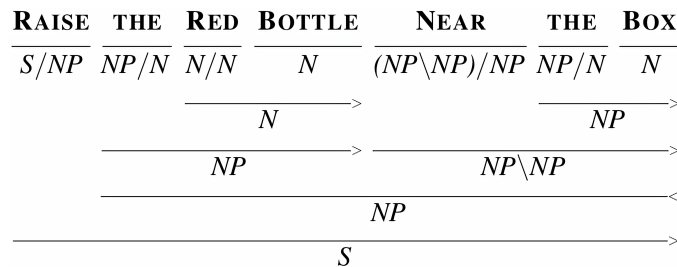 RAISE THE RED BOTTLE NEAR THE BOX
S/NP NP/N N/N N (NP\NP)/NP NP/N N
> >
N NP
> >
NP NP\NP
<
NP
>
S